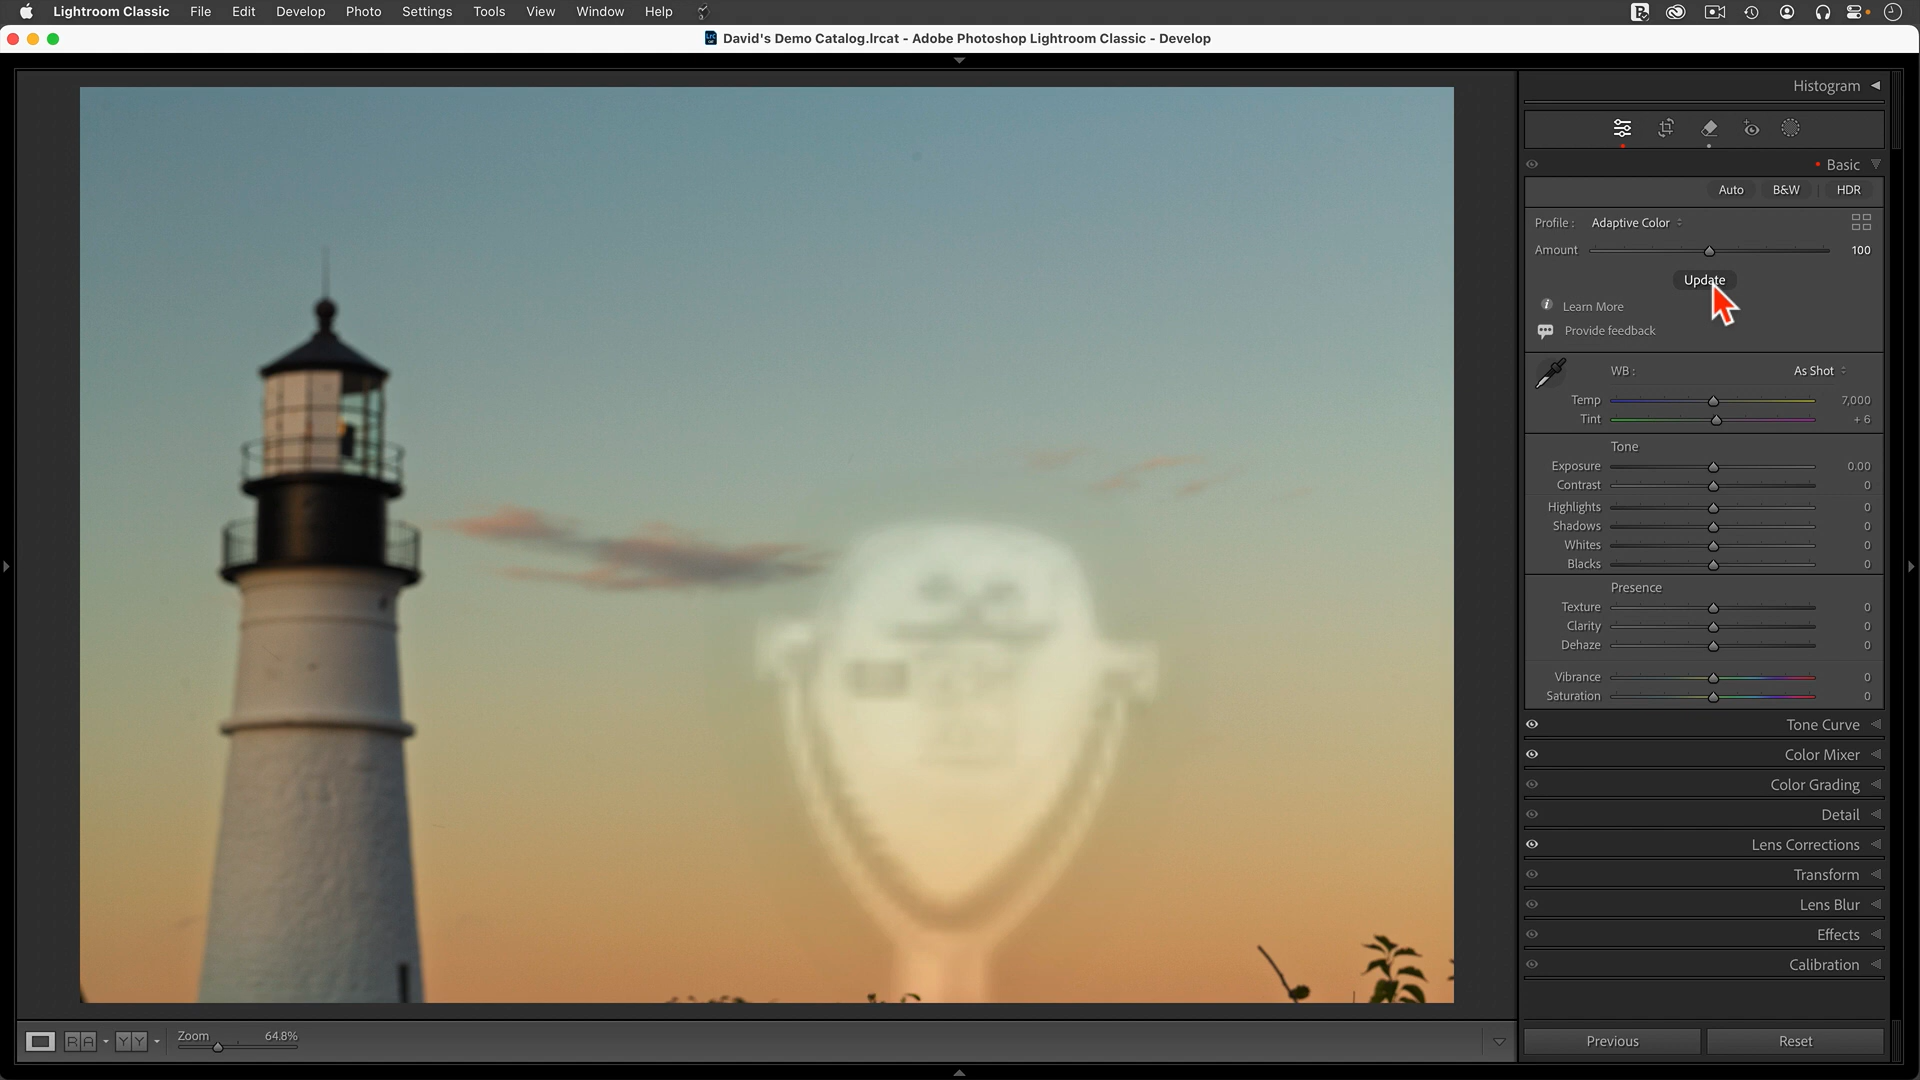 Lightroom Classic File Edit Develop Photo Settings Tools View Window Help
David's Demo Catalog.lrcat - Adobe Photoshop Lightroom Classic - Develop
Histogram
Basic
Auto B&W HDR
Profile : Adaptive Color
Amount 100
Update
Learn More
Provide feedback
WB : As Shot
Temp 7,000
Tint + 6
Tone
Exposure 0.00
Contrast 0
Highlights 0
Shadows 0
Whites 0
Blacks 0
Presence
Texture 0
Clarity 0
Dehaze 0
Vibrance 0
Saturation 0
Tone Curve
Color Mixer
Color Grading
Detail
Lens Corrections
Transform
Lens Blur
Effects
Calibration
R A Y Y Zoom 64.8%
Previous Reset